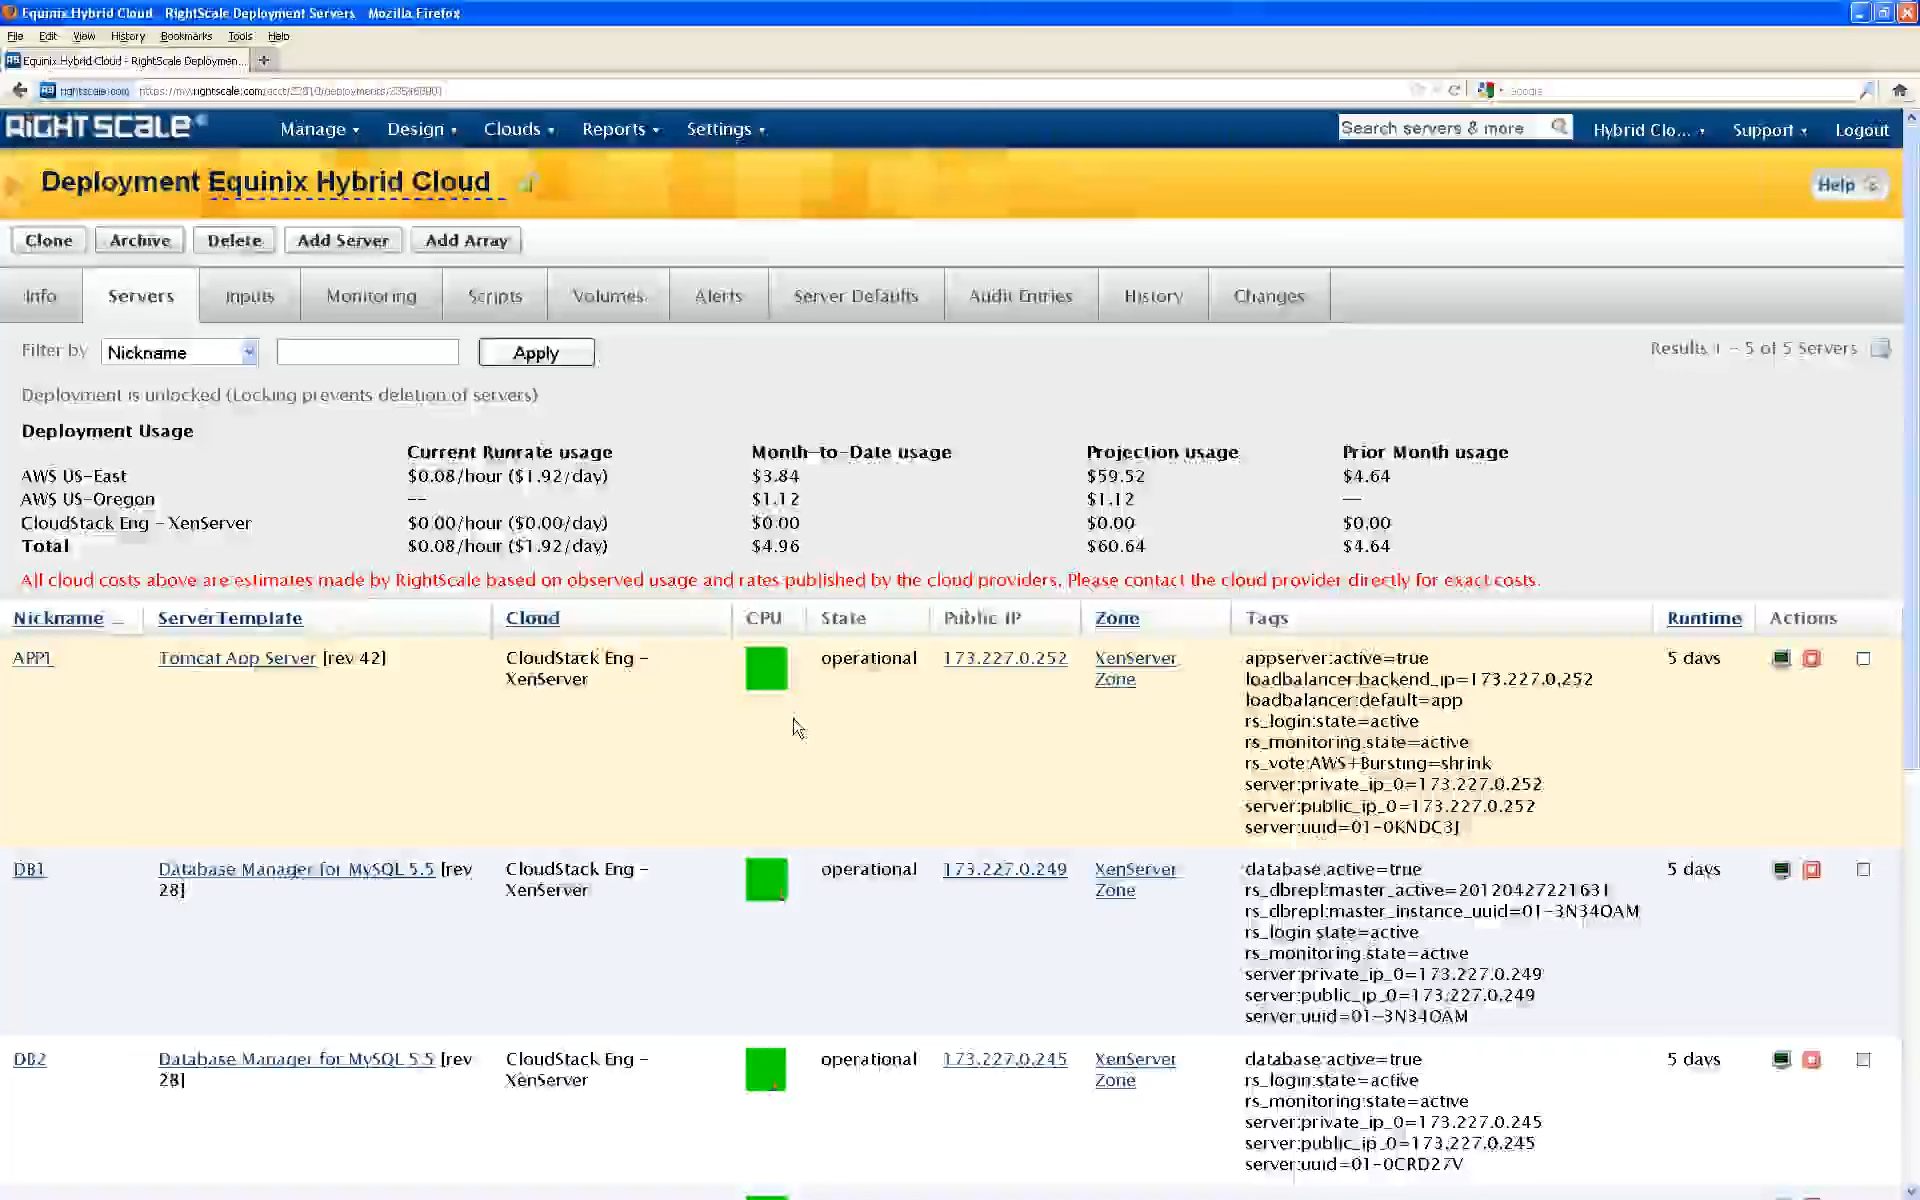 Equinix Hybrid Cloud RightScale Deployment Servers Mozilla Firefox
File Edit View History Bookmarks Tools Help
Equinix Hybrid Cloud - RightScale Deploymen...
rightscale.com
Google
RIGHTSCALE Manage Design Clouds Reports Settings Search servers & more Hybrid Clo... Support Logout
Deployment Equinix Hybrid Cloud Help
Clone Archive Delete Add Server Add Array
Info Servers Inputs Monitoring Scripts Volumes Alerts Server Defaults Audit Entries History Changes
Filter by Nickname Apply Results 1 - 5 of 5 Servers
Deployment is unlocked (Locking prevents deletion of servers)
Deployment Usage
Current Runrate usage Month-to-Date usage Projection usage Prior Month usage
AWS US-East $0.08/hour ($1.92/day) $3.84 $59.52 $4.64
AWS US-Oregon -- $1.12 $1.12 —
CloudStack Eng - XenServer $0.00/hour ($0.00/day) $0.00 $0.00 $0.00
Total $0.08/hour ($1.92/day) $4.96 $60.64 $4.64
All cloud costs above are estimates made by RightScale based on observed usage and rates published by the cloud providers. Please contact the cloud provider directly for exact costs.
Nickname ServerTemplate Cloud CPU State Public IP Zone Tags Runtime Actions
APP1 Tomcat App Server [rev 42] CloudStack Eng - operational 173.227.0.252 XenServer appserver:active=true 5 days
XenServer Zone loadbalancer:backend_ip=173.227.0.252
loadbalancer:default=app
rs_login:state=active
rs_monitoring:state=active
rs_vote:AWS+Bursting=shrink
server:private_ip_0=173.227.0.252
server:public_ip_0=173.227.0.252
server:uuid=01-0KNDC3J
DB1 Database Manager for MySQL 5.5 [rev CloudStack Eng - operational 173.227.0.249 XenServer database:active=true 5 days
28] XenServer Zone rs_dbrepl:master_active=20120427221631
rs_dbrepl:master_instance_uuid=01-3N34OAM
rs_login:state=active
rs_monitoring:state=active
server:private_ip_0=173.227.0.249
server:public_ip_0=173.227.0.249
server:uuid=01-3N34OAM
DB2 Database Manager for MySQL 5.5 [rev CloudStack Eng - operational 173.227.0.245 XenServer database:active=true 5 days
28] XenServer Zone rs_login:state=active
rs_monitoring:state=active
server:private_ip_0=173.227.0.245
server:public_ip_0=173.227.0.245
server:uuid=01-0CRD27V